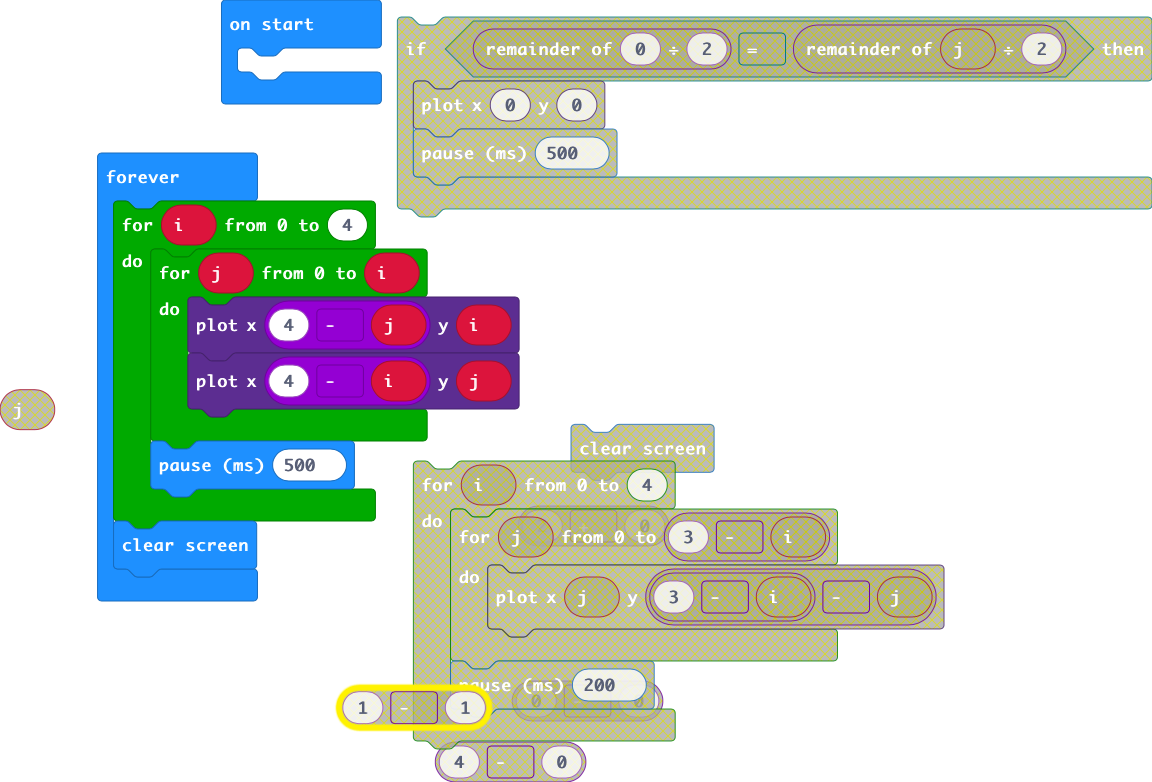 on start
if remainder of 0 ÷ 2 = remainder of j ÷ 2 then
plot x 0 y 0
pause (ms) 500
forever
for i from 0 to 4
do
for j from 0 to i
do
plot x 4 - j y i
plot x 4 - i y j
pause (ms) 500
clear screen
j
clear screen
for i from 0 to 4
do
for j from 0 to 3 - i
do
plot x j y 3 - i - j
pause (ms) 200
1 - 1
0 0
4 - 0